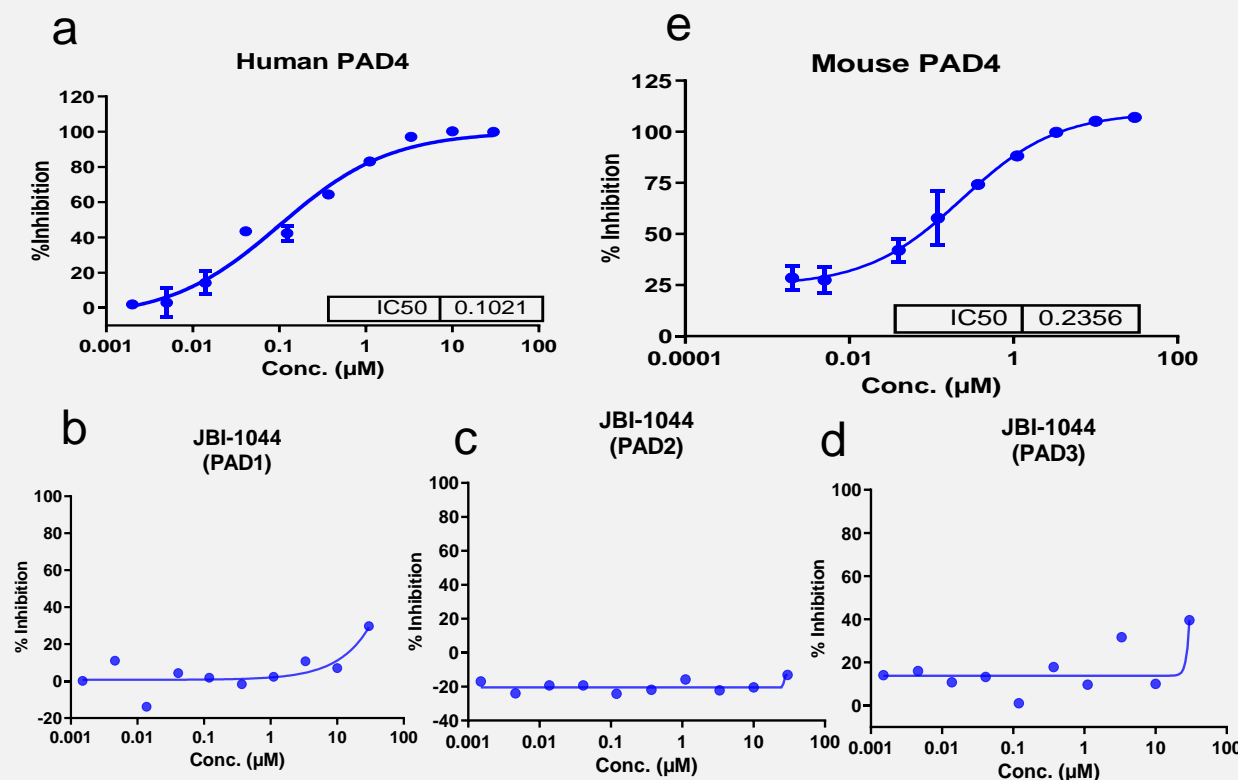 a
Human PAD4
120
100
80
60
40
20
0
%Inhibition
IC50 0.1021
0.001 0.01 0.1 1 10 100
Conc. (µM)
e
Mouse PAD4
125
100
75
50
25
0
% Inhibition
IC50 0.2356
0.0001 0.01 1 100
Conc. (µM)
b
JBI-1044
(PAD1)
100
80
60
40
20
0
-20
% Inhibition
0.001 0.01 0.1 1 10 100
Conc. (µM)
c
JBI-1044
(PAD2)
100
80
60
40
20
0
-20
-40
% Inhibition
0.001 0.01 0.1 1 10 100
Conc. (µM)
d
JBI-1044
(PAD3)
100
80
60
40
20
0
% Inhibition
0.001 0.01 0.1 1 10 100
Conc. (µM)